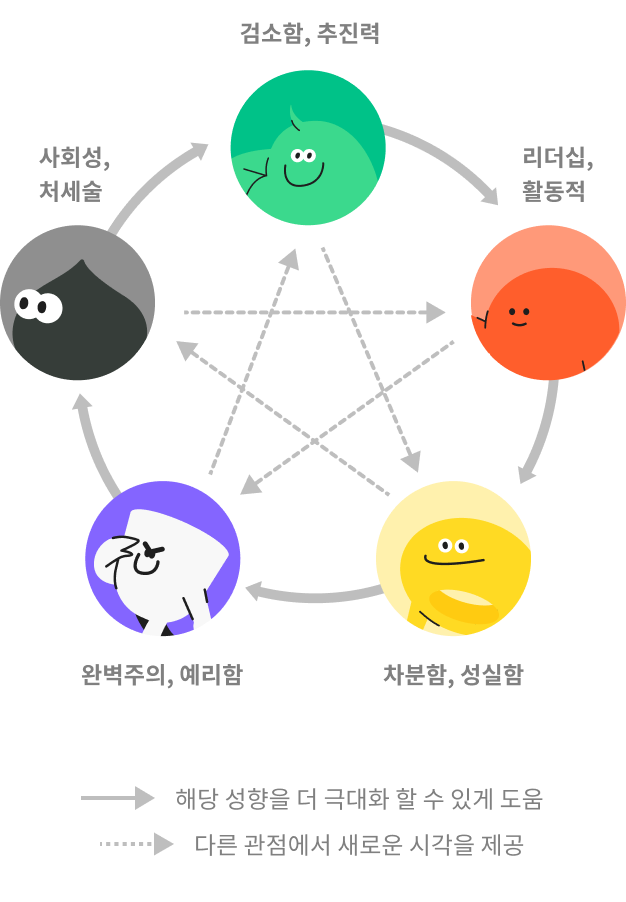 검소함, 추진력
사회성,
처세술
리더십,
활동적
완벽주의, 예리함
차분함, 성실함
해당 성향을 더 극대화 할 수 있게 도움
다른 관점에서 새로운 시각을 제공